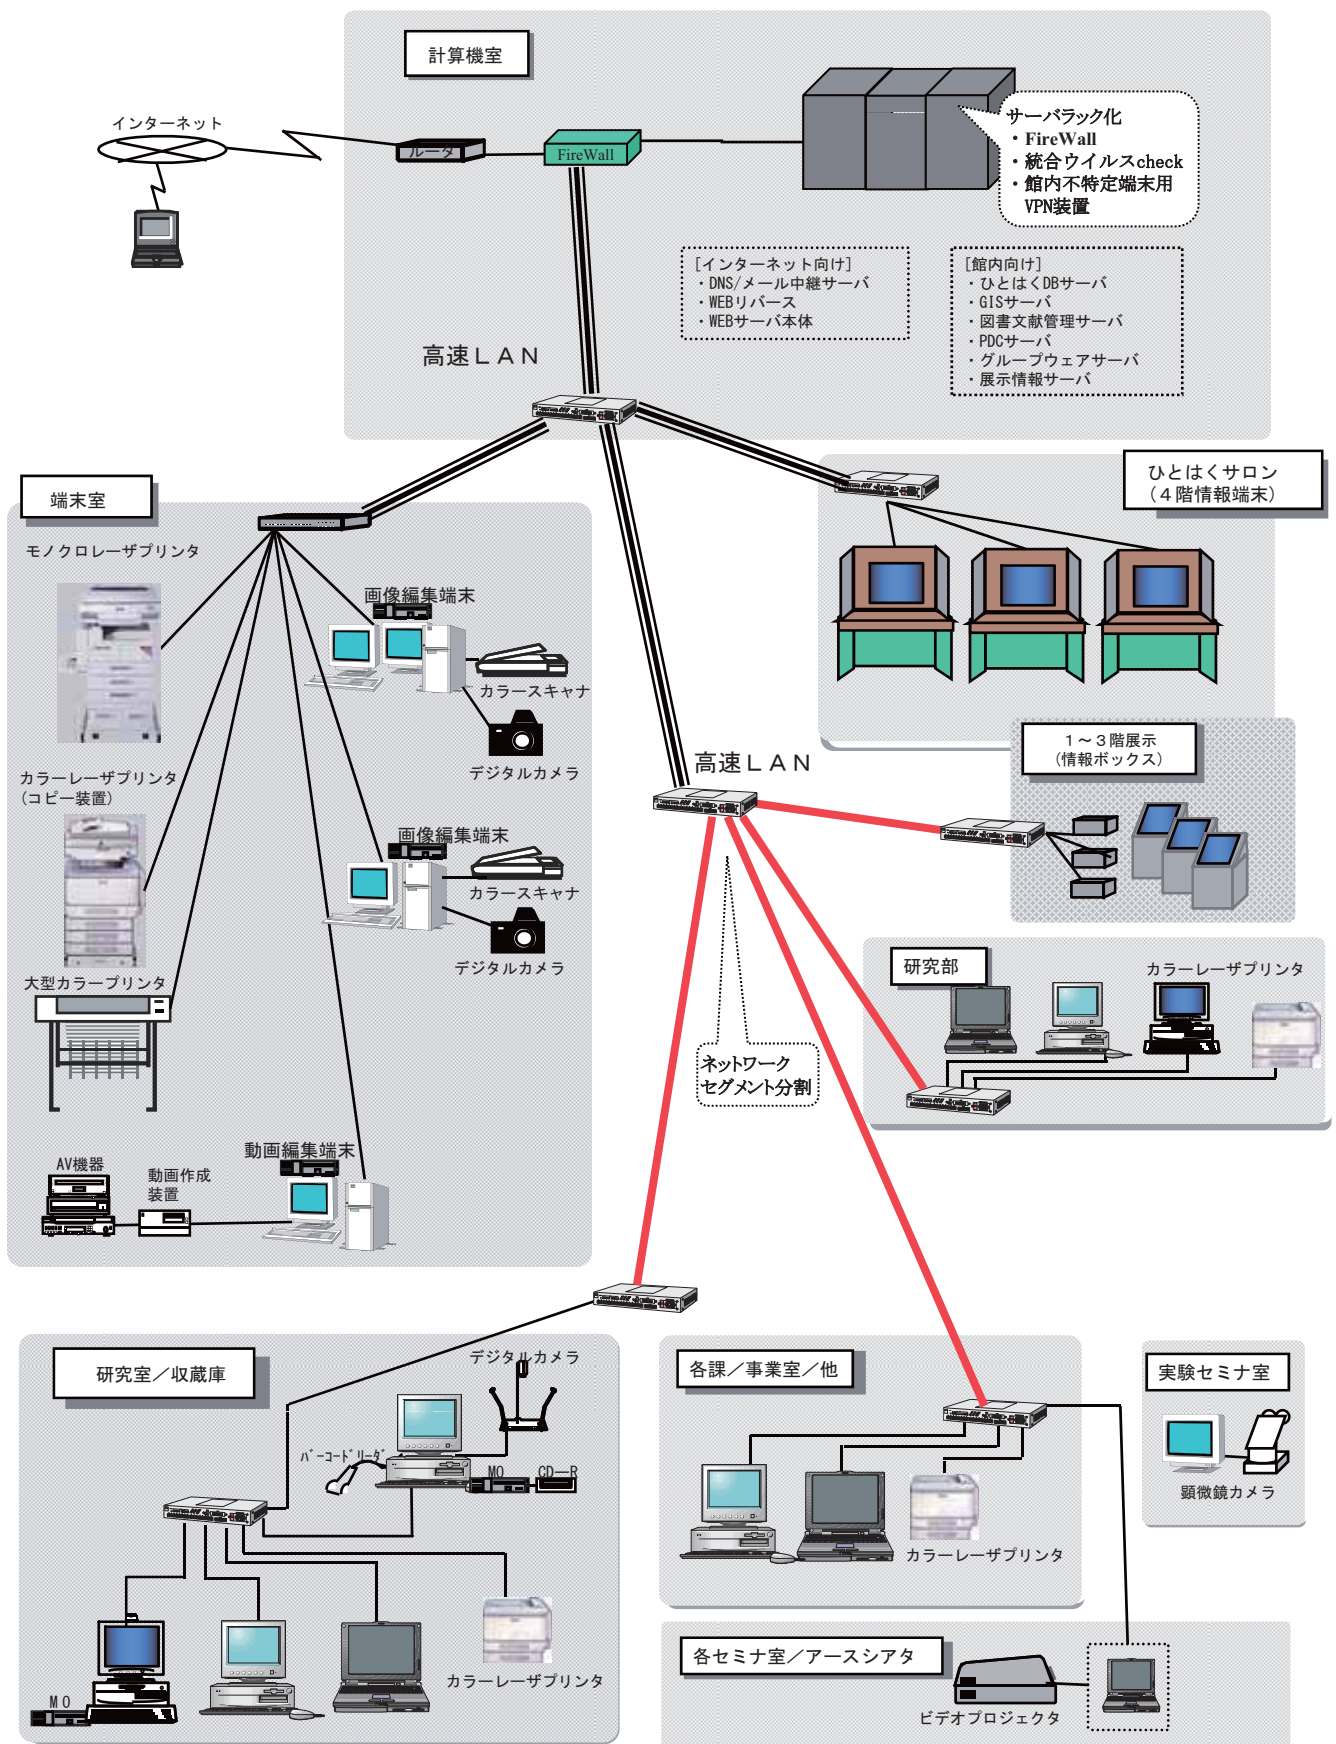 計算機室
インターネット
ルータ
FireWall
サーバラック化
・FireWall
・統合ウイルスcheck
・館内不特定端末用
VPN装置
[インターネット向け]
・DNS/メール中継サーバ
・WEBリバース
・WEBサーバ本体
[館内向け]
・ひとはくDBサーバ
・GISサーバ
・図書文献管理サーバ
・PDCサーバ
・グループウェアサーバ
・展示情報サーバ
高速ＬＡＮ
端末室
モノクロレーザプリンタ
画像編集端末
カラースキャナ
デジタルカメラ
カラーレーザプリンタ
(コピー装置)
画像編集端末
カラースキャナ
デジタルカメラ
大型カラープリンタ
動画編集端末
AV機器
動画作成
装置
ひとはくサロン
(４階情報端末)
高速ＬＡＮ
１～３階展示
(情報ボックス)
研究部
カラーレーザプリンタ
ネットワーク
セグメント分割
研究室／収蔵庫
デジタルカメラ
バーコードリーダ
MO
CD―R
カラーレーザプリンタ
ＭＯ
各課／事業室／他
カラーレーザプリンタ
実験セミナ室
顕微鏡カメラ
各セミナ室／アースシアタ
ビデオプロジェクタ